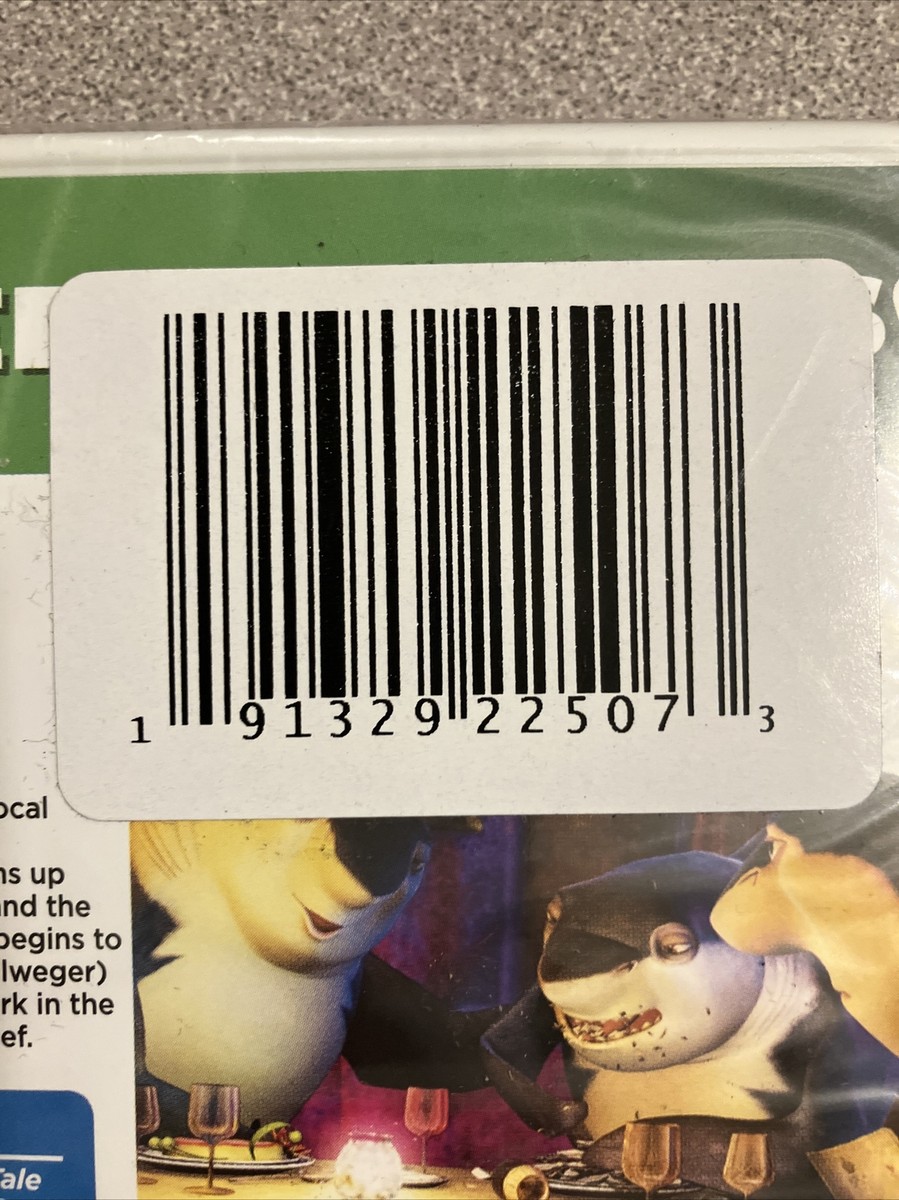 1 91329 22507 3
ocal
ns up
and the
begins to
lweger)
rk in the
ef.
Tale